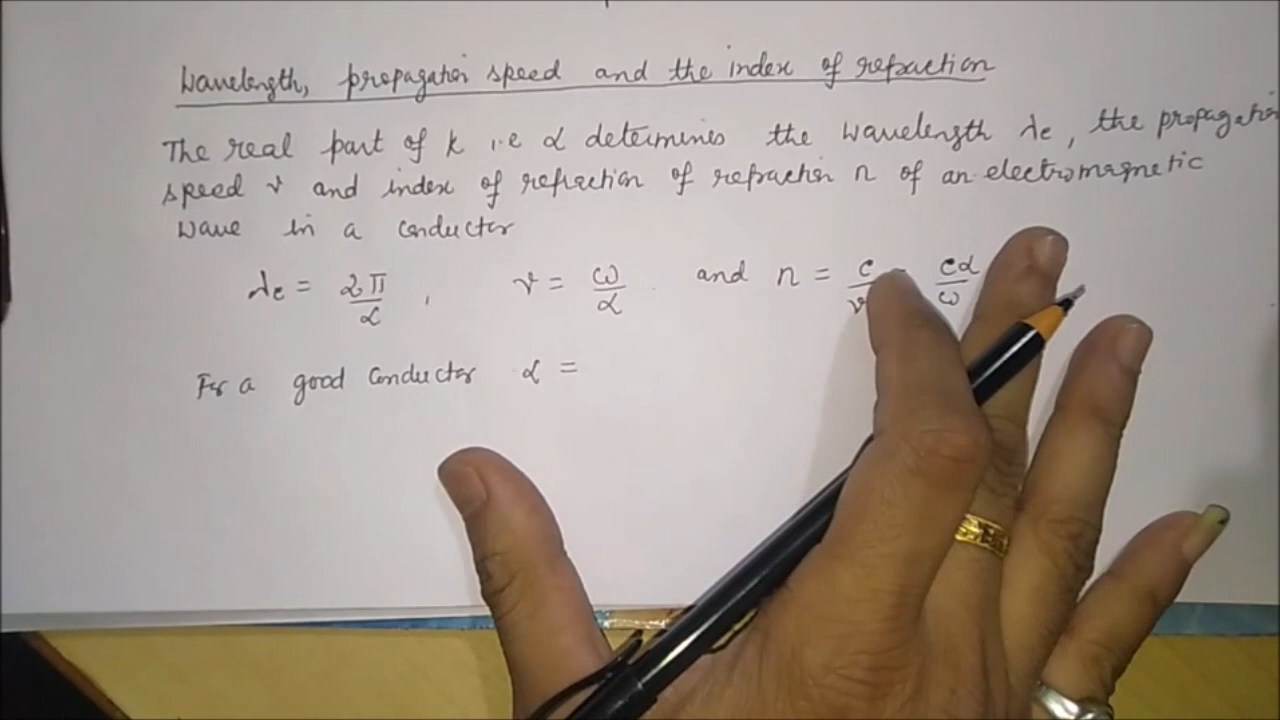 Wavelength, propagation speed and the index of refraction
The real part of k i.e α determines the wavelength λc, the propagation
speed v and index of refraction of refraction n of an electromagnetic
wave in a conductor
λc = 2π/α , v = ω/α and n = c/v = cα/ω
For a good conductor α =